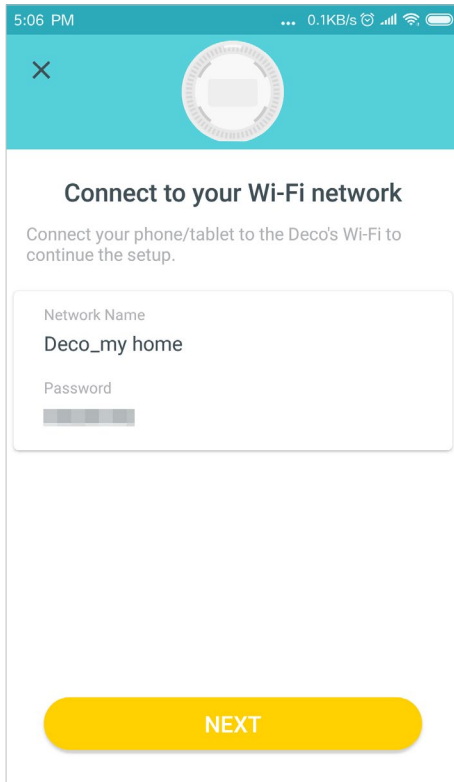 5:06 PM ... 0.1KB/s
Connect to your Wi-Fi network
Connect your phone/tablet to the Deco's Wi-Fi to
continue the setup.
Network Name
Deco_my home
Password
NEXT